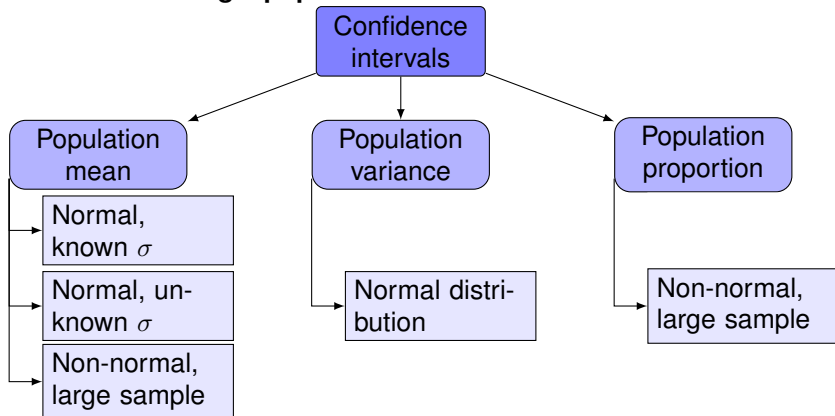 Confidence
intervals
Population
mean
Population
variance
Population
proportion
Normal,
known σ
Normal, un-
known σ
Non-normal,
large sample
Normal distri-
bution
Non-normal,
large sample